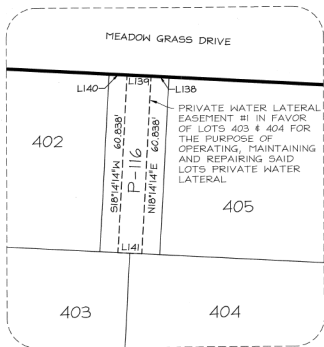 MEADOW GRASS DRIVE
L140
L139
L138
PRIVATE WATER LATERAL
EASEMENT #1 IN FAVOR
OF LOTS 403 & 404 FOR
THE PURPOSE OF
OPERATING, MAINTAINING
AND REPAIRING SAID
LOTS PRIVATE WATER
LATERAL
402
S18°14'14"W 60.838'
P-116
N18°14'14"E 60.838'
405
L141
403
404